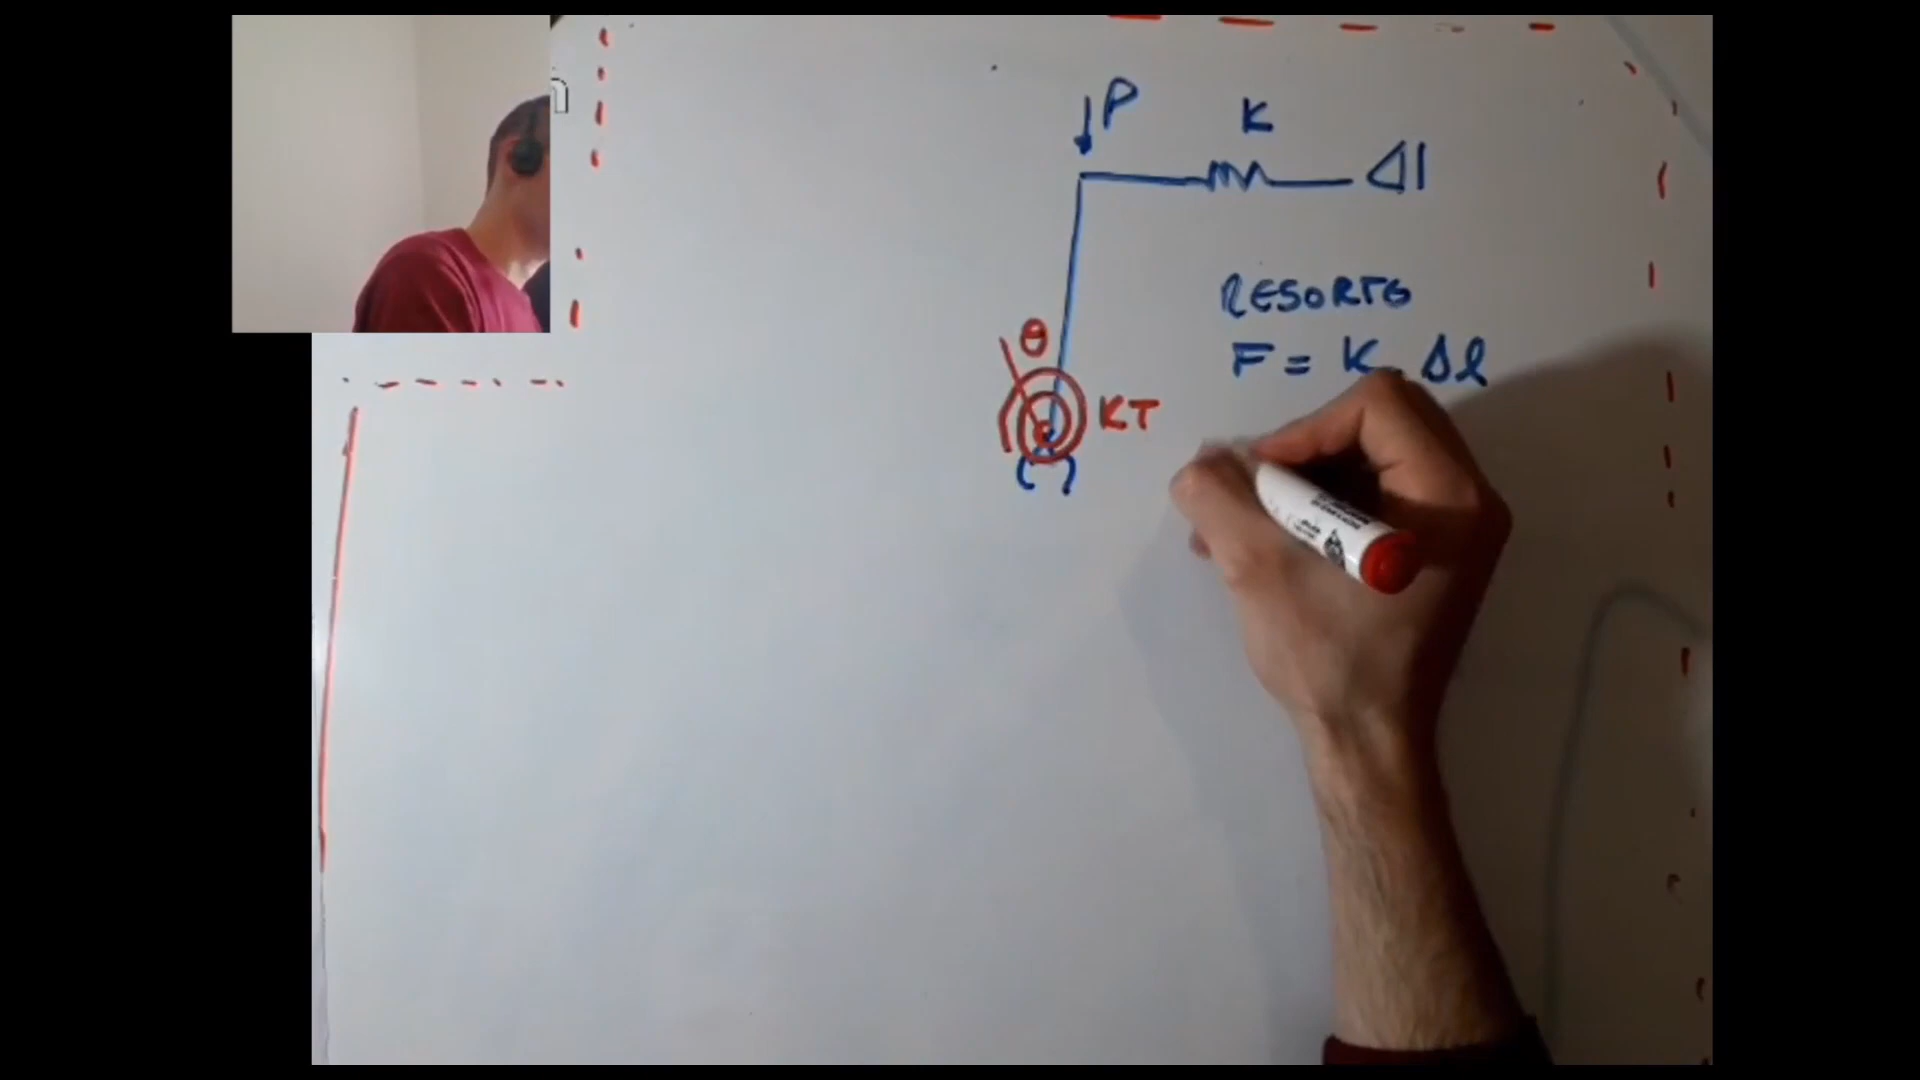 P
K
Δl
RESORTE
F = K. Δl
θ
KT